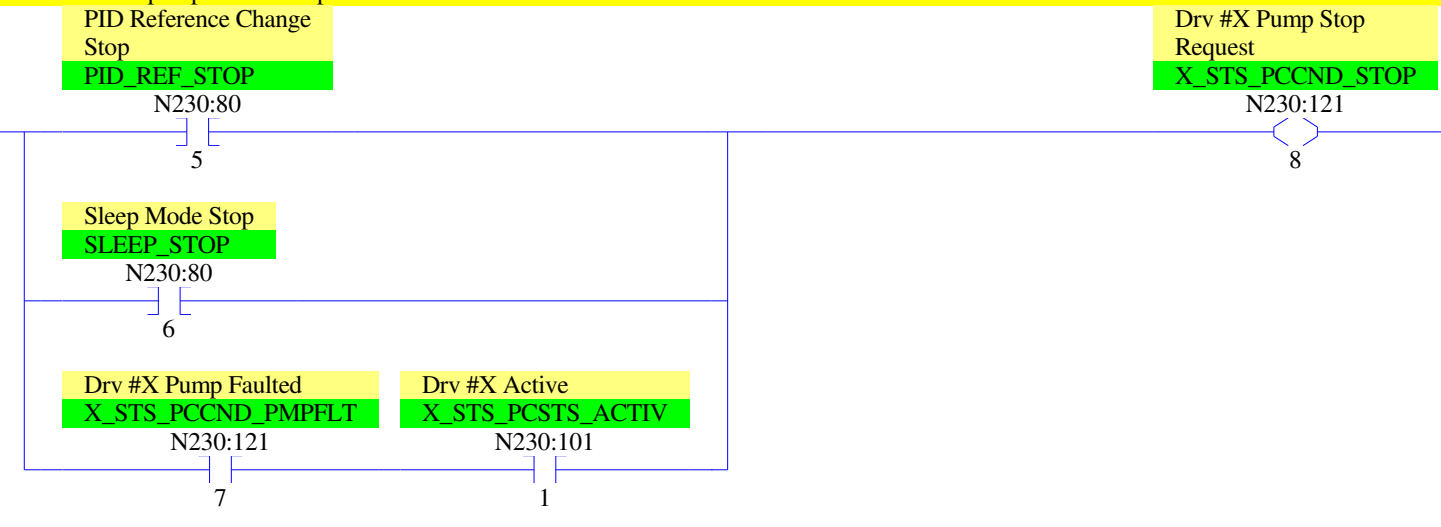 PID Reference Change
Stop
PID_REF_STOP
N230:80
5
Drv #X Pump Stop
Request
X_STS_PCCND_STOP
N230:121
8
Sleep Mode Stop
SLEEP_STOP
N230:80
6
Drv #X Pump Faulted
X_STS_PCCND_PMPFLT
N230:121
7
Drv #X Active
X_STS_PCSTS_ACTIV
N230:101
1